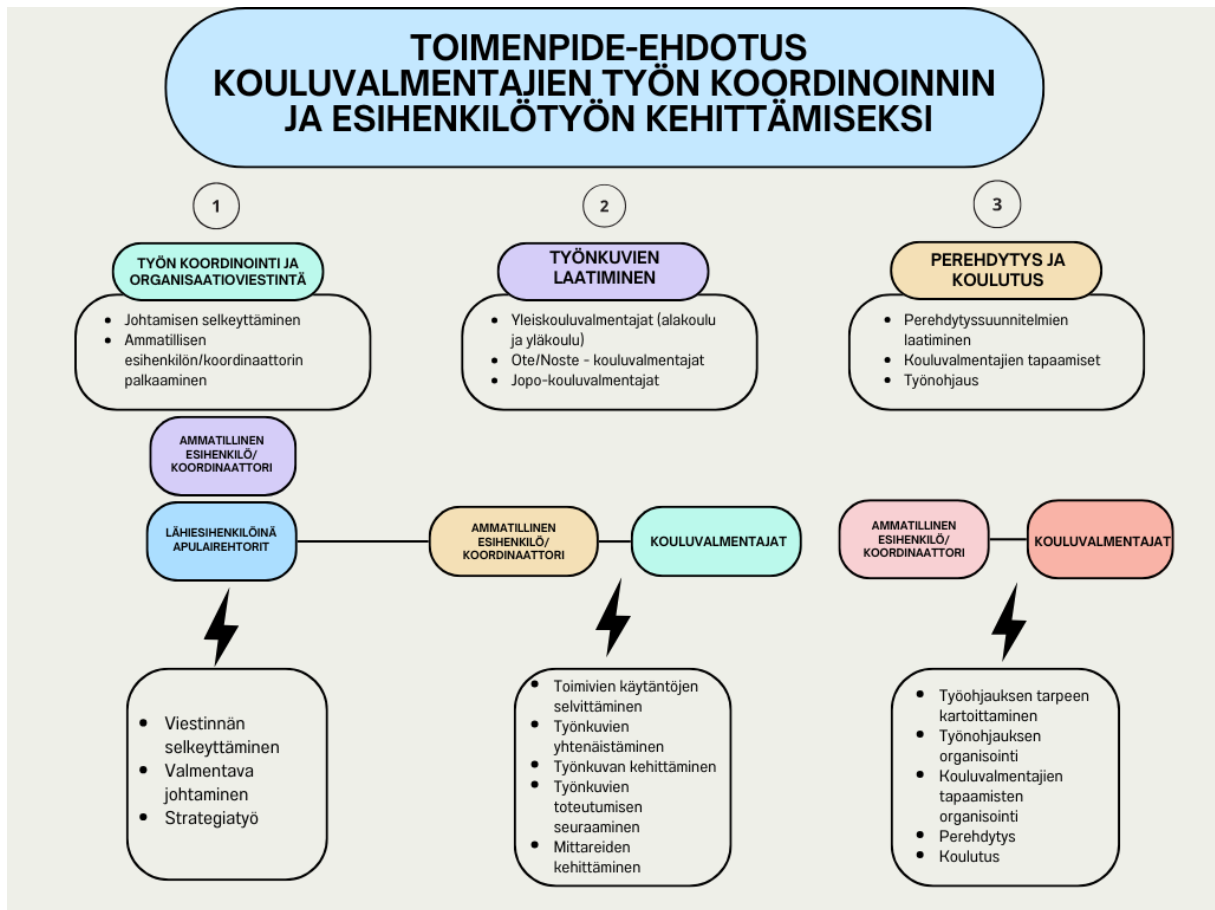 TOIMENPIDE-EHDOTUS
KOULUVALMENTAJIEN TYÖN KOORDINOINNIN
JA ESIHENKILÖTYÖN KEHITTÄMISEKSI
1
TYÖN KOORDINOINTI JA
ORGANISAATIOVIESTINTÄ
• Johtamisen selkeyttäminen
• Ammatillisen
esihenkilön/koordinaattorin
palkaaminen
2
TYÖNKUVIEN
LAATIMINEN
• Yleiskouluvalmentajat (alakoulu
ja yläkoulu)
• Ote/Noste - kouluvalmentajat
• Jopo-kouluvalmentajat
3
PEREHDYTYS JA
KOULUTUS
• Perehdytyssuunnitelmien
laatiminen
• Kouluvalmentajien tapaamiset
• Työnohjaus
AMMATILLINEN
ESIHENKILÖ/
KOORDINAATTORI
LÄHIESIHENKILÖINÄ
APULAIREHTORIT
AMMATILLINEN
ESIHENKILÖ/
KOORDINAATTORI
KOULUVALMENTAJAT
AMMATILLINEN
ESIHENKILÖ/
KOORDINAATTORI
KOULUVALMENTAJAT
• Viestinnän
selkeyttäminen
• Valmentava
johtaminen
• Strategiatyö
• Toimivien käytäntöjen
selvittäminen
• Työnkuvien
yhtenäistäminen
• Työnkuvan kehittäminen
• Työnkuvien
toteutumisen
seuraaminen
• Mittareiden
kehittäminen
• Työohjauksen tarpeen
kartoittaminen
• Työnohjauksen
organisointi
• Kouluvalmentajien
tapaamisten
organisointi
• Perehdytys
• Koulutus